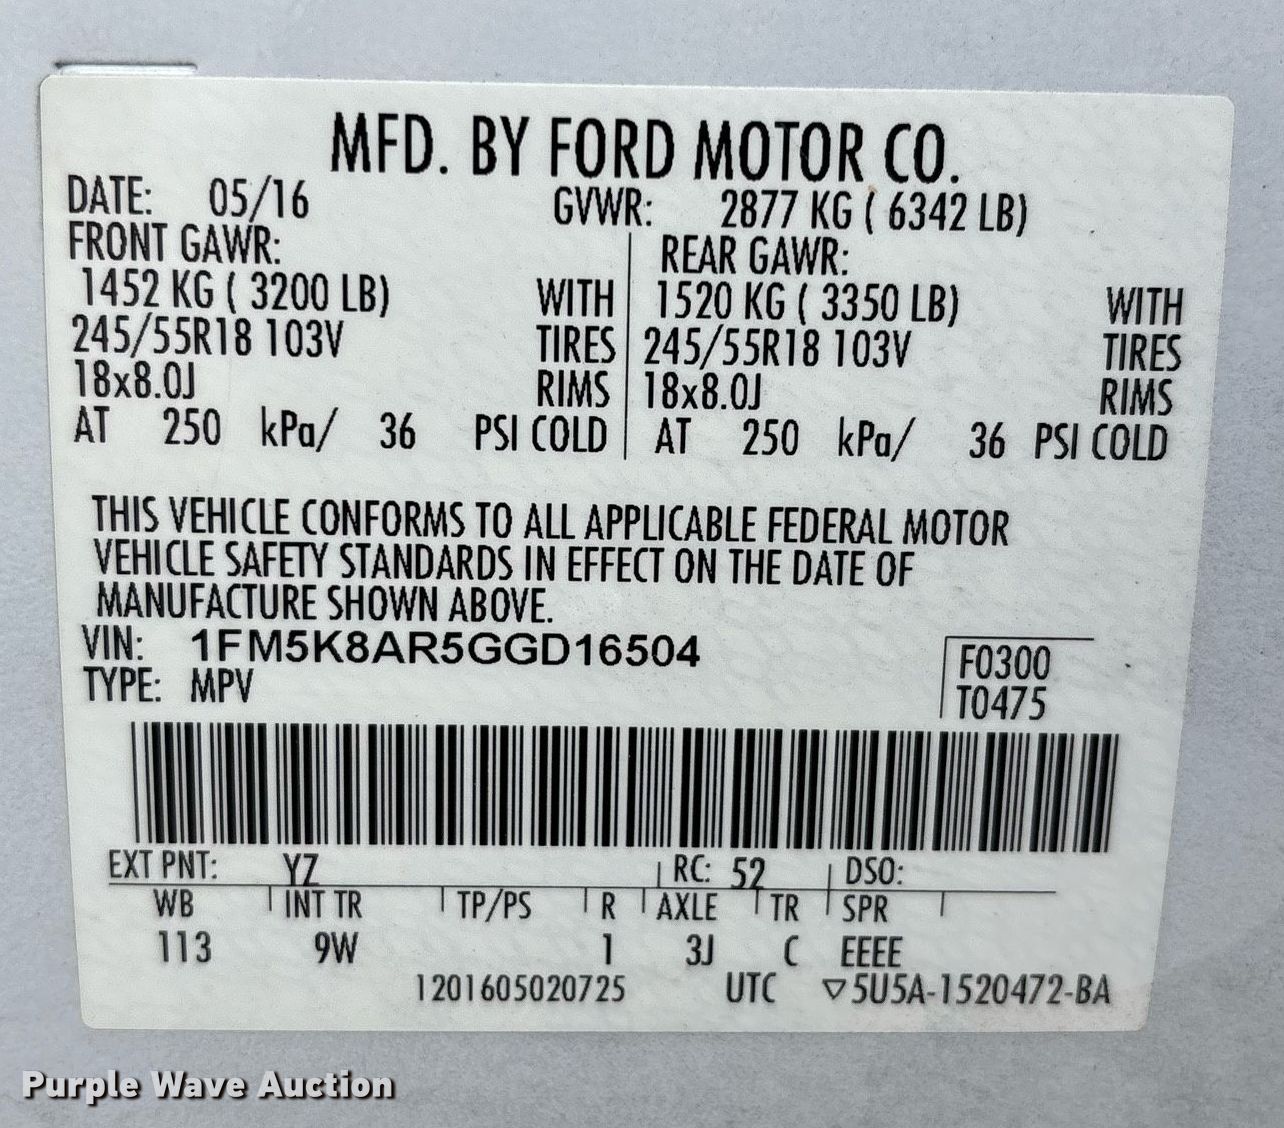 MFD. BY FORD MOTOR CO.
DATE: 05/16 GVWR: 2877 KG ( 6342 LB)
FRONT GAWR: REAR GAWR:
1452 KG ( 3200 LB) WITH 1520 KG ( 3350 LB) WITH
245/55R18 103V TIRES 245/55R18 103V TIRES
18x8.0J RIMS 18x8.0J RIMS
AT 250 kPa/ 36 PSI COLD AT 250 kPa/ 36 PSI COLD
THIS VEHICLE CONFORMS TO ALL APPLICABLE FEDERAL MOTOR
VEHICLE SAFETY STANDARDS IN EFFECT ON THE DATE OF
MANUFACTURE SHOWN ABOVE.
VIN: 1FM5K8AR5GGD16504
F0300
TYPE: MPV
T0475
EXT PNT: YZ RC: 52 DSO:
WB INT TR TP/PS R AXLE TR SPR
113 9W 1 3J C EEEE
1201605020725 UTC ▽5U5A-1520472-BA
Purple Wave Auction